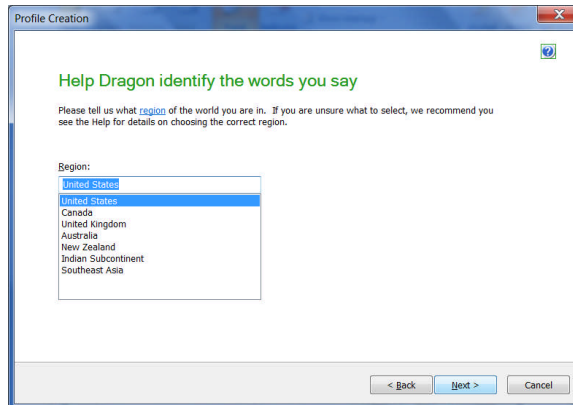 Profile Creation
Help Dragon identify the words you say
Please tell us what region of the world you are in. If you are unsure what to select, we recommend you
see the Help for details on choosing the correct region.
Region:
United States
United States
Canada
United Kingdom
Australia
New Zealand
Indian Subcontinent
Southeast Asia
< Back Next > Cancel